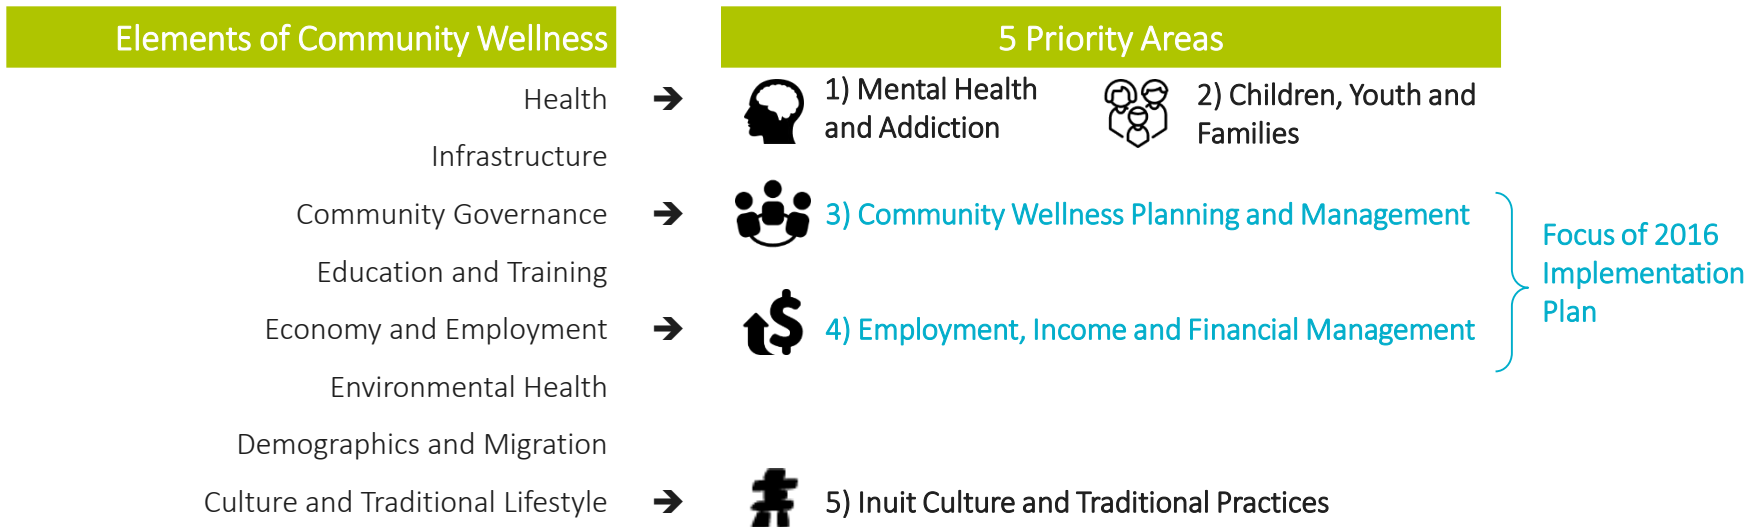 Elements of Community Wellness
5 Priority Areas
Health
1) Mental Health
and Addiction
2) Children, Youth and
Families
Infrastructure
Community Governance
3) Community Wellness Planning and Management
Education and Training
Economy and Employment
4) Employment, Income and Financial Management
Focus of 2016
Implementation
Plan
Environmental Health
Demographics and Migration
Culture and Traditional Lifestyle
5) Inuit Culture and Traditional Practices